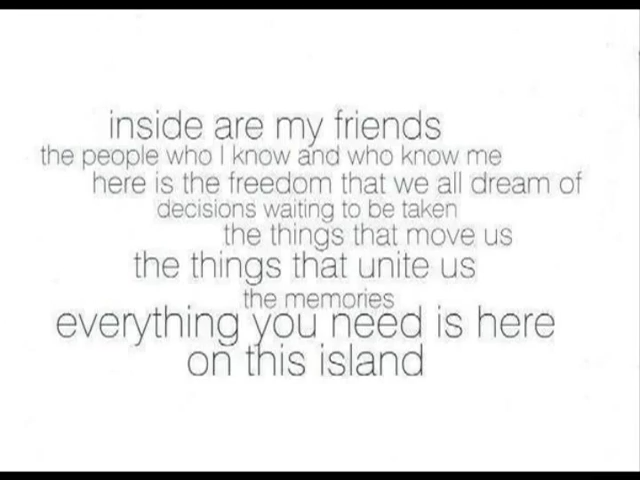 inside are my friends
the people who I know and who know me
here is the freedom that we all dream of
decisions waiting to be taken
the things that move us
the things that unite us
the memories
everything you need is here
on this island